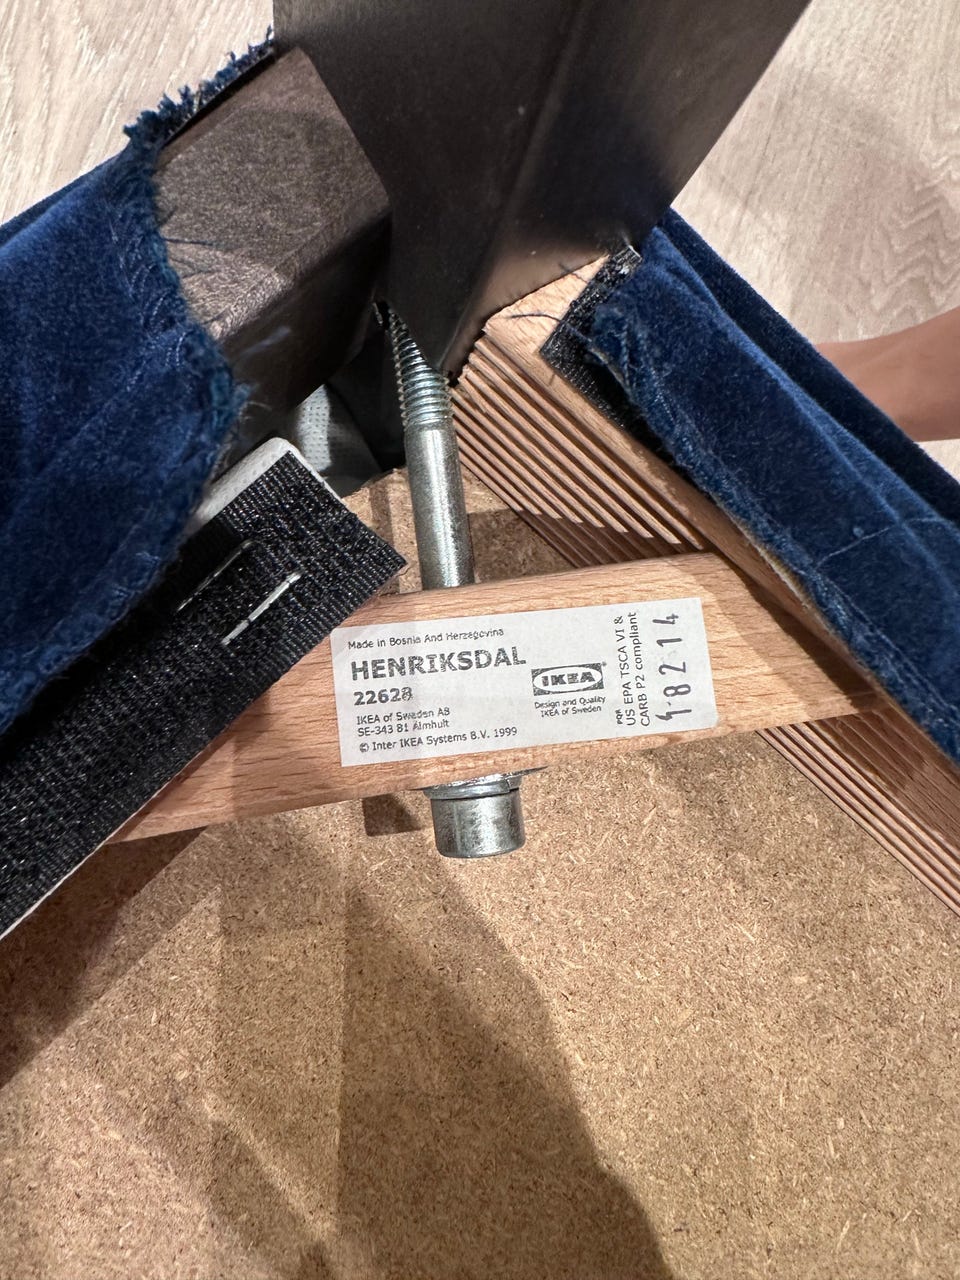 Made in Bosnia And Herzegovina
HENRIKSDAL
22628
IKEA of Sweden AB
SE-343 81 Älmhult
© Inter IKEA Systems B.V. 1999
IKEA
Design and Quality
IKEA of Sweden
PQR
US EPA TSCA VI &
CARB P2 compliant